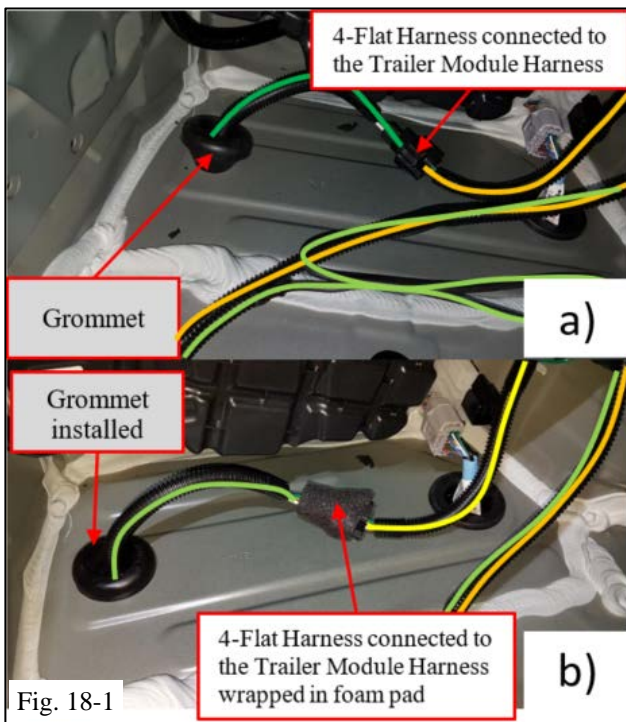 4-Flat Harness connected to
the Trailer Module Harness
Grommet
a)
Grommet
installed
4-Flat Harness connected to
the Trailer Module Harness
wrapped in foam pad
b)
Fig. 18-1